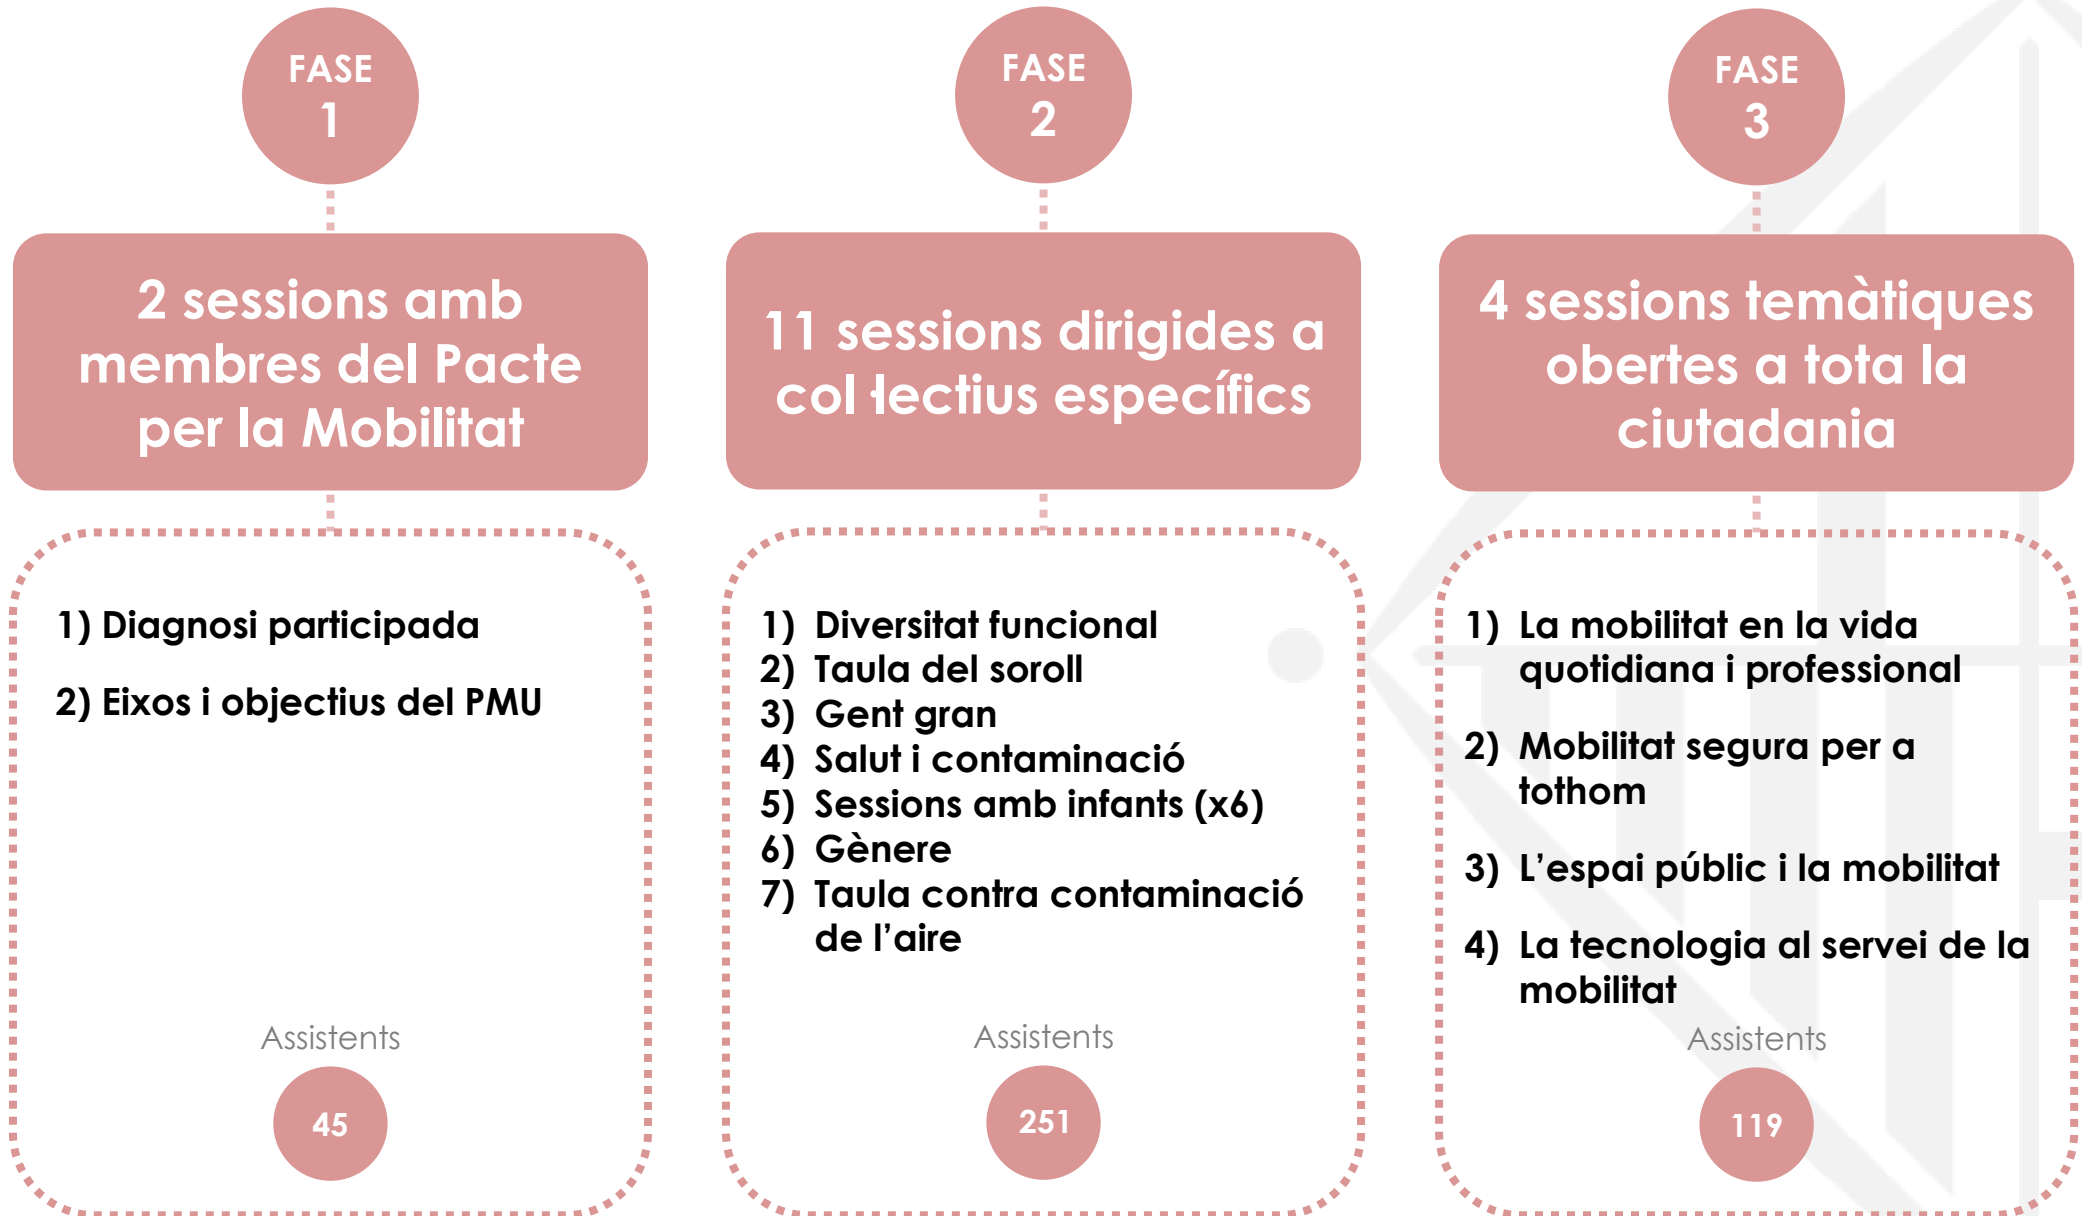 FASE
1
2 sessions amb
membres del Pacte
per la Mobilitat
1) Diagnosi participada
2) Eixos i objectius del PMU
Assistents
45
FASE
2
11 sessions dirigides a
col·lectius específics
1) Diversitat funcional
2) Taula del soroll
3) Gent gran
4) Salut i contaminació
5) Sessions amb infants (x6)
6) Gènere
7) Taula contra contaminació
de l’aire
Assistents
251
FASE
3
4 sessions temàtiques
obertes a tota la
ciutadania
1) La mobilitat en la vida
quotidiana i professional
2) Mobilitat segura per a
tothom
3) L’espai públic i la mobilitat
4) La tecnologia al servei de la
mobilitat
Assistents
119